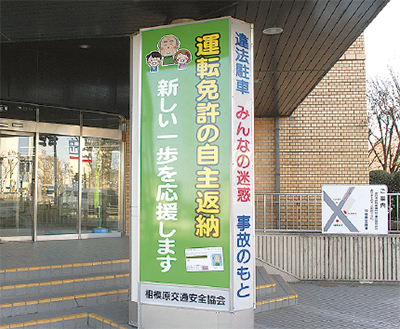 運転免許の自主返納
新しい一歩を応援します
相模原交通安全協会
違法駐車 みんなの迷惑 事故のもと
ご案内